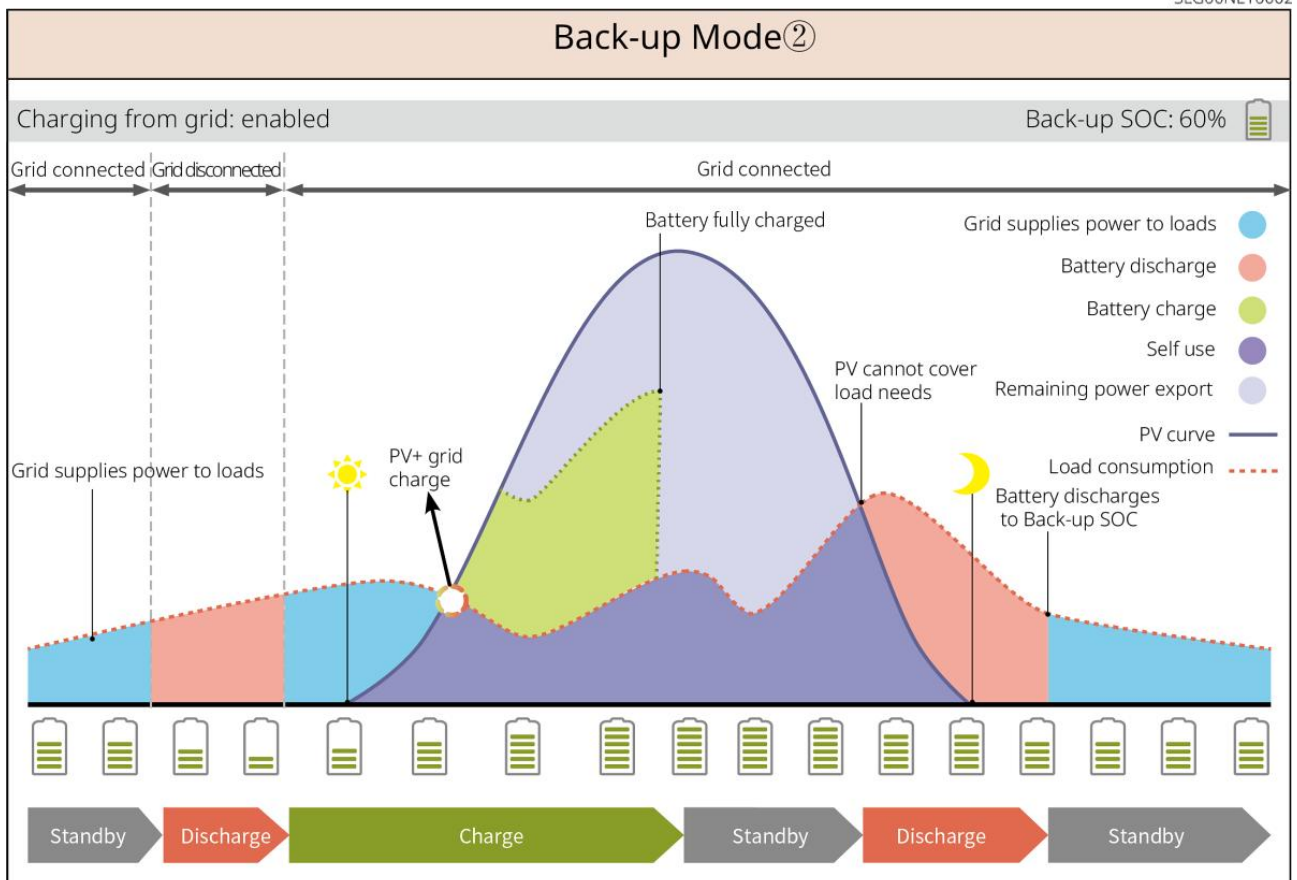 Back-up Mode②
Charging from grid: enabled
Back-up SOC: 60%
Grid connected
Grid disconnected
Grid connected
Battery fully charged
Grid supplies power to loads
Battery discharge
Battery charge
Self use
Remaining power export
PV curve
Load consumption
PV cannot cover
load needs
PV+ grid
charge
Grid supplies power to loads
Battery discharges
to Back-up SOC
Standby
Discharge
Charge
Standby
Discharge
Standby